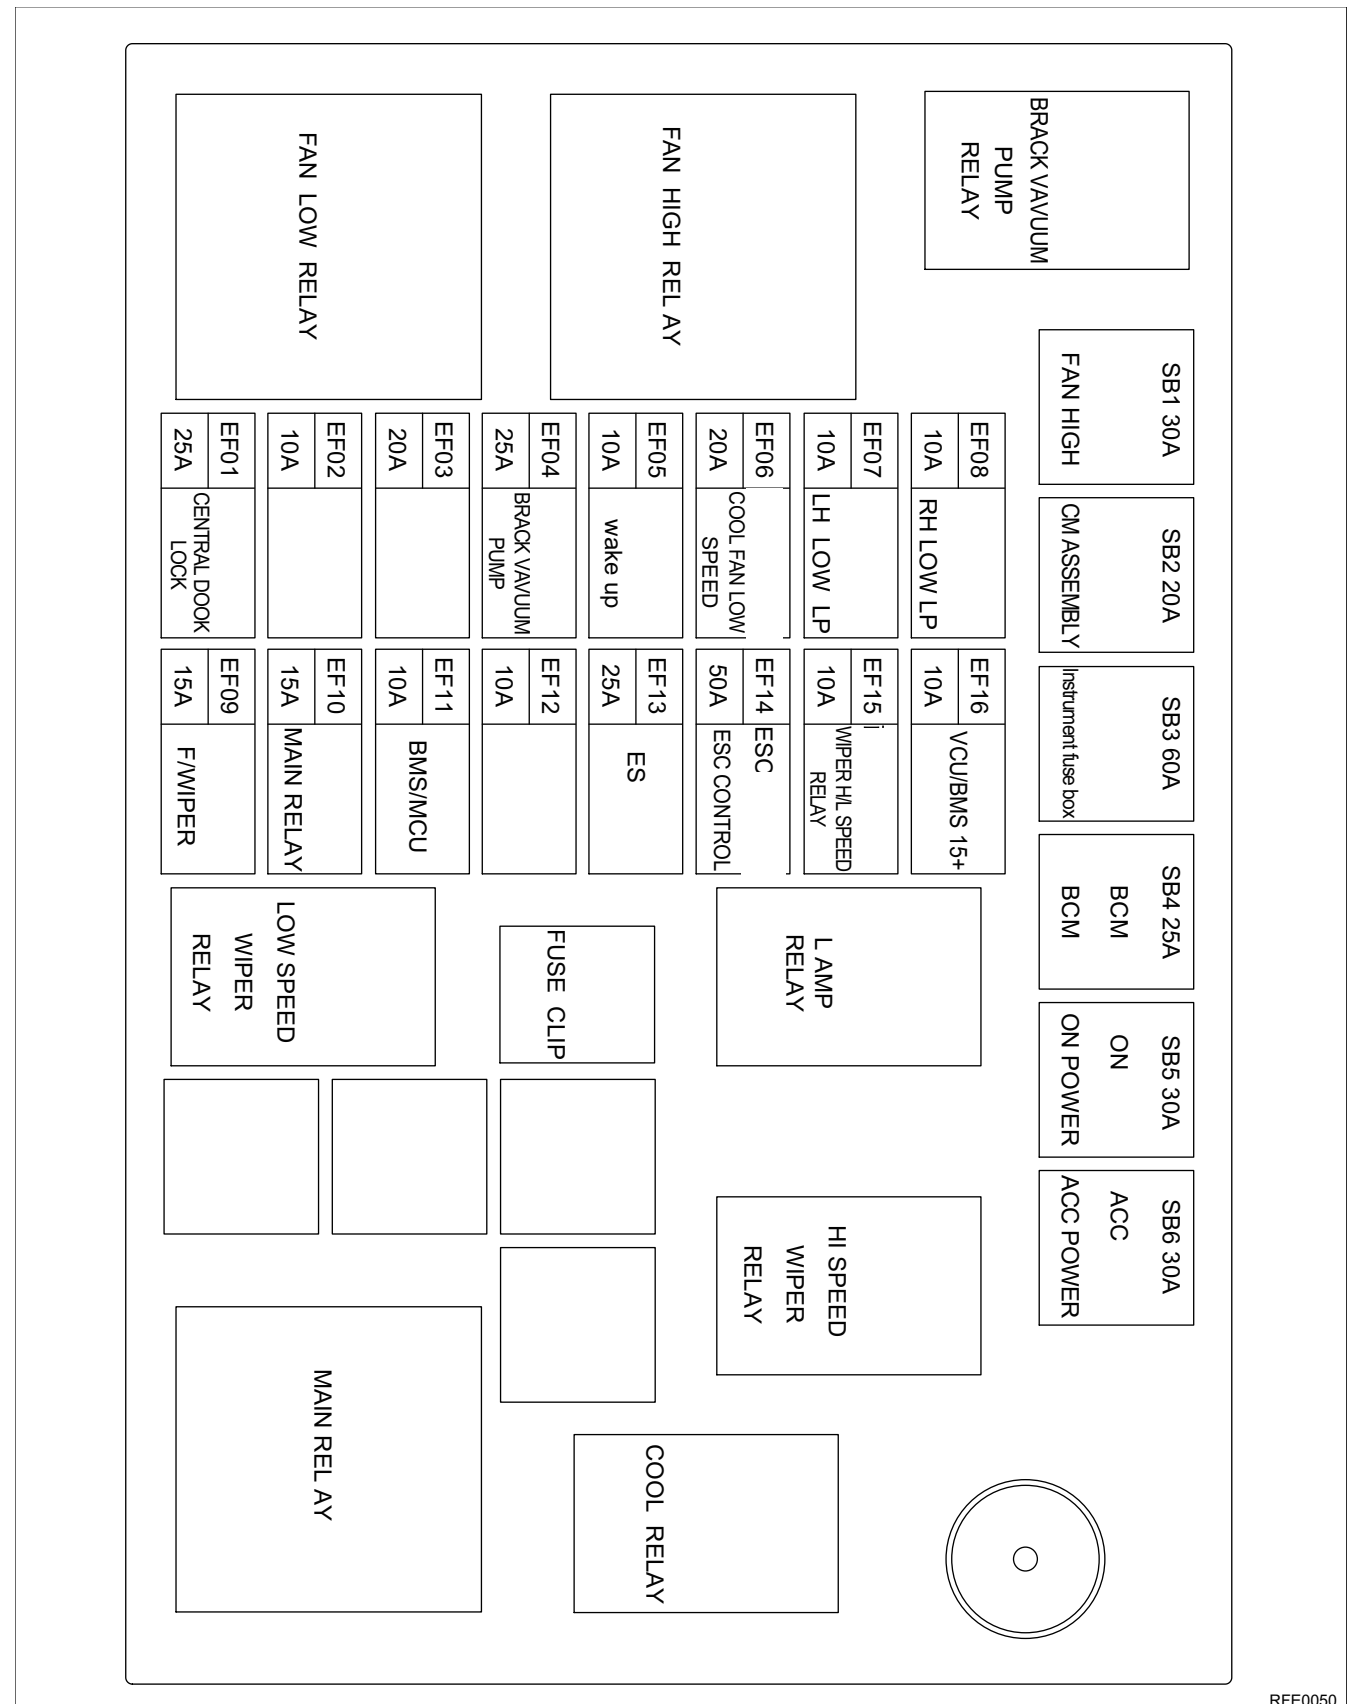 BRACK VAVUUM
PUMP
RELAY
FAN HIGH REL AY
FAN LOW RELAY
SB1 30A
FAN HIGH
SB2 20A
CM ASSEMBLY
SB3 60A
Instrument fuse box
SB4 25A
BCM
BCM
SB5 30A
ON
ON POWER
SB6 30A
ACC
ACC POWER
EF08
10A
RH LOW LP
EF07
10A
LH LOW LP
EF06
20A
COOL FAN LOW
SPEED
EF05
10A
wake up
EF04
25A
BRACK VAVUUM
PUMP
EF03
20A
EF02
10A
EF01
25A
CENTRAL DOOK
LOCK
EF16
10A
VCU/BMS 15+
EF15
i
10A
WIPER H/L SPEED
RELAY
EF14
ESC
50A
ESC CONTROL
EF13
25A
ES
EF12
10A
EF11
10A
BMS/MCU
EF10
15A
MAIN RELAY
EF09
15A
F/WIPER
L AMP
RELAY
FUSE CLIP
LOW SPEED
WIPER
RELAY
HI SPEED
WIPER
RELAY
COOL RELAY
MAIN REL AY
RFE0050